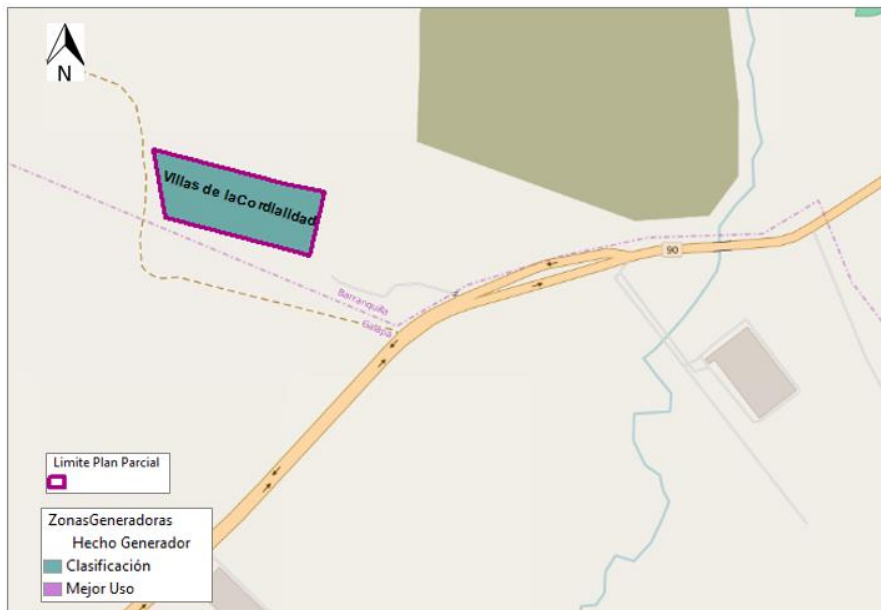 N
Villas de laCordialidad
90
Barranquilla
Galapa
Limite Plan Parcial
ZonasGeneradoras
Hecho Generador
Clasificación
Mejor Uso